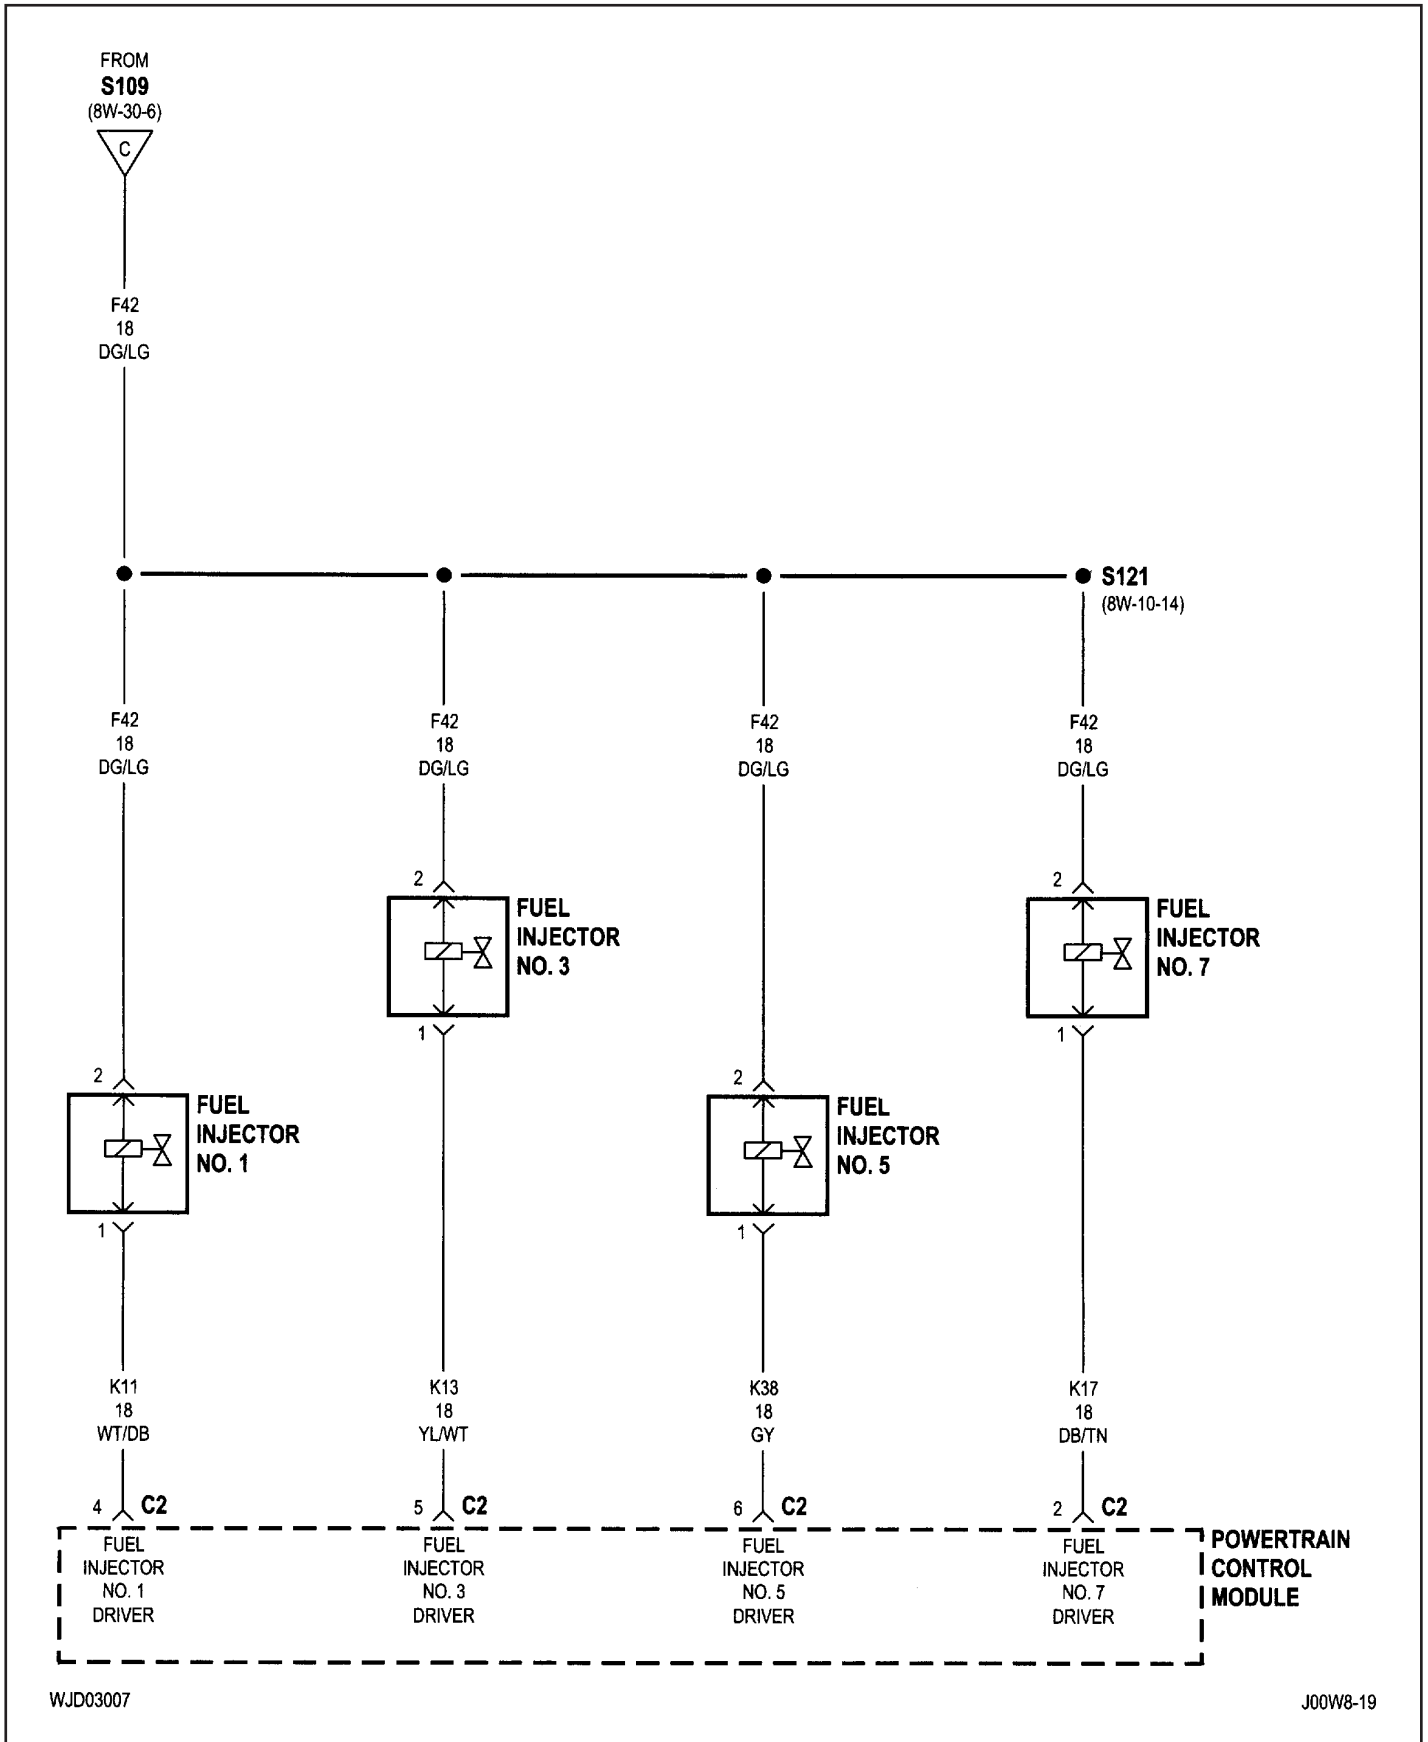 FROM
S109
(8W-30-6)
C
F42
18
DG/LG
S121
(8W-10-14)
F42
18
DG/LG
F42
18
DG/LG
F42
18
DG/LG
F42
18
DG/LG
2
FUEL
INJECTOR
NO. 3
1
2
FUEL
INJECTOR
NO. 7
1
2
FUEL
INJECTOR
NO. 1
1
2
FUEL
INJECTOR
NO. 5
1
K11
18
WT/DB
K13
18
YL/WT
K38
18
GY
K17
18
DB/TN
4 C2
5 C2
6 C2
2 C2
FUEL
INJECTOR
NO. 1
DRIVER
FUEL
INJECTOR
NO. 3
DRIVER
FUEL
INJECTOR
NO. 5
DRIVER
FUEL
INJECTOR
NO. 7
DRIVER
POWERTRAIN
CONTROL
MODULE
WJD03007
J00W8-19